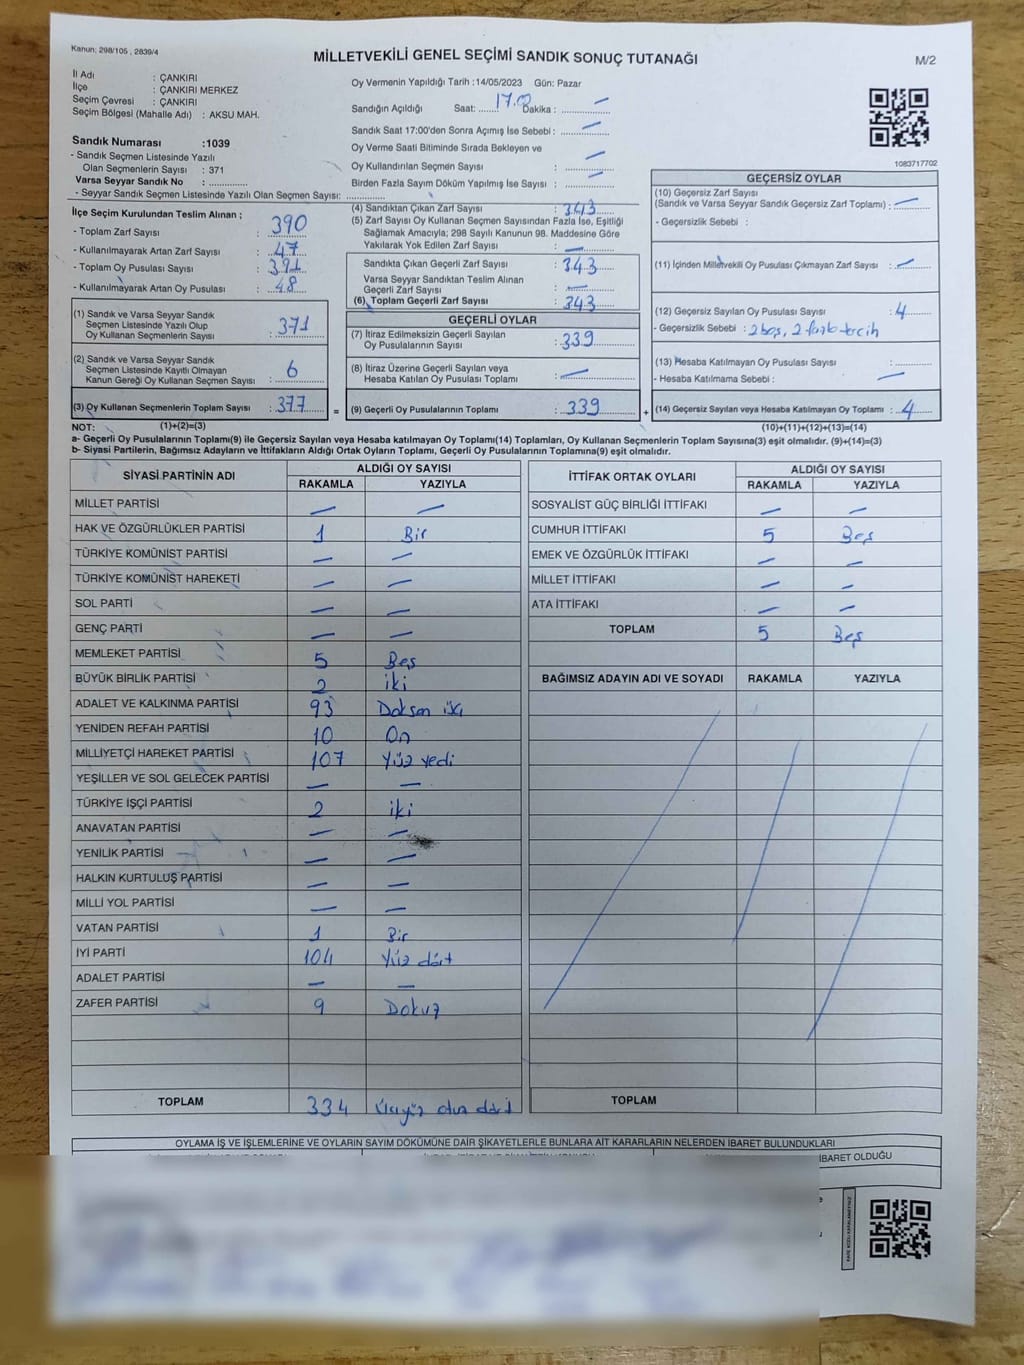 Kanun: 298/105 , 2839/4
MİLLETVEKİLİ GENEL SEÇİMİ SANDIK SONUÇ TUTANAĞI
M/2
İl Adı : ÇANKIRI
İlçe : ÇANKIRI MERKEZ
Seçim Çevresi : ÇANKIRI
Seçim Bölgesi (Mahalle Adı) : AKSU MAH.
Sandık Numarası :1039
- Sandık Seçmen Listesinde Yazılı
Olan Seçmenlerin Sayısı : 371
Varsa Seyyar Sandık No : ..............
- Seyyar Sandık Seçmen Listesinde Yazılı Olan Seçmen Sayısı: ..............
Oy Vermenin Yapıldığı Tarih :14/05/2023 Gün: Pazar
Sandığın Açıldığı Saat: 17.00 Dakika : —
Sandık Saat 17:00'den Sonra Açımış İse Sebebi : —
Oy Verme Saati Bitiminde Sırada Bekleyen ve
Oy Kullandırılan Seçmen Sayısı : —
Birden Fazla Sayım Döküm Yapılmış İse Sayısı : —
1083717702
İlçe Seçim Kurulundan Teslim Alınan ;
- Toplam Zarf Sayısı : 390
- Kullanılmayarak Artan Zarf Sayısı : 47
- Toplam Oy Pusulası Sayısı : 391
- Kullanılmayarak Artan Oy Pusulası : 48
(1) Sandık ve Varsa Seyyar Sandık
Seçmen Listesinde Yazılı Olup
Oy Kullanan Seçmenlerin Sayısı : 371
(2) Sandık ve Varsa Seyyar Sandık
Seçmen Listesinde Kayıtlı Olmayan
Kanun Gereği Oy Kullanan Seçmen Sayısı : 6
(3) Oy Kullanan Seçmenlerin Toplam Sayısı : 377 =
(4) Sandıktan Çıkan Zarf Sayısı : 343
(5) Zarf Sayısı Oy Kullanan Seçmen Sayısından Fazla İse, Eşitliği
Sağlamak Amacıyla; 298 Sayılı Kanunun 98. Maddesine Göre
Yakılarak Yok Edilen Zarf Sayısı : —
Sandıkta Çıkan Geçerli Zarf Sayısı : 343
Varsa Seyyar Sandıktan Teslim Alınan
Geçerli Zarf Sayısı : —
(6) Toplam Geçerli Zarf Sayısı : 343
GEÇERLİ OYLAR
(7) İtiraz Edilmeksizin Geçerli Sayılan
Oy Pusulalarının Sayısı : 339
(8) İtiraz Üzerine Geçerli Sayılan veya
Hesaba Katılan Oy Pusulası Toplamı : —
(9) Geçerli Oy Pusulalarının Toplamı : 339 +
GEÇERSİZ OYLAR
(10) Geçersiz Zarf Sayısı
(Sandık ve Varsa Seyyar Sandık Geçersiz Zarf Toplamı) : —
- Geçersizlik Sebebi :
(11) İçinden Milletvekili Oy Pusulası Çıkmayan Zarf Sayısı : —
(12) Geçersiz Sayılan Oy Pusulası Sayısı : 4
- Geçersizlik Sebebi : 2 boş, 2 fazla tercih
(13) Hesaba Katılmayan Oy Pusulası Sayısı
- Hesaba Katılmama Sebebi : —
(14) Geçersiz Sayılan veya Hesaba Katılmayan Oy Toplamı : 4
NOT: (1)+(2)=(3) (10)+(11)+(12)+(13)=(14)
a- Geçerli Oy Pusulalarının Toplamı(9) ile Geçersiz Sayılan veya Hesaba katılmayan Oy Toplamı(14) Toplamları, Oy Kullanan Seçmenlerin Toplam Sayısına(3) eşit olmalıdır. (9)+(14)=(3)
b- Siyasi Partilerin, Bağımsız Adayların ve İttifakların Aldığı Ortak Oyların Toplamı, Geçerli Oy Pusulalarının Toplamına(9) eşit olmalıdır.
SİYASİ PARTİNİN ADI ALDIĞI OY SAYISI
RAKAMLA YAZIYLA
MİLLET PARTİSİ — —
HAK VE ÖZGÜRLÜKLER PARTİSİ 1 Bir
TÜRKİYE KOMÜNİST PARTİSİ — —
TÜRKİYE KOMÜNİST HAREKETİ — —
SOL PARTİ — —
GENÇ PARTİ — —
MEMLEKET PARTİSİ 5 Beş
BÜYÜK BİRLİK PARTİSİ 2 iki
ADALET VE KALKINMA PARTİSİ 93 Doksan üç
YENİDEN REFAH PARTİSİ 10 On
MİLLİYETÇİ HAREKET PARTİSİ 107 Yüz yedi
YEŞİLLER VE SOL GELECEK PARTİSİ — —
TÜRKİYE İŞÇİ PARTİSİ 2 iki
ANAVATAN PARTİSİ — —
YENİLİK PARTİSİ — —
HALKIN KURTULUŞ PARTİSİ — —
MİLLİ YOL PARTİSİ — —
VATAN PARTİSİ 1 Bir
İYİ PARTİ 104 Yüz dört
ADALET PARTİSİ — —
ZAFER PARTİSİ 9 Dokuz
TOPLAM 334 Üçyüz otuz dört
İTTİFAK ORTAK OYLARI ALDIĞI OY SAYISI
RAKAMLA YAZIYLA
SOSYALİST GÜÇ BİRLİĞİ İTTİFAKI — —
CUMHUR İTTİFAKI 5 Beş
EMEK VE ÖZGÜRLÜK İTTİFAKI — —
MİLLET İTTİFAKI — —
ATA İTTİFAKI — —
TOPLAM 5 Beş
BAĞIMSIZ ADAYIN ADI VE SOYADI RAKAMLA YAZIYLA
TOPLAM
OYLAMA İŞ VE İŞLEMLERİNE VE OYLARIN SAYIM DÖKÜMÜNE DAİR ŞİKAYETLERLE BUNLARA AİT KARARLARIN NELERDEN İBARET BULUNDUKLARI
İBARET OLDUĞU